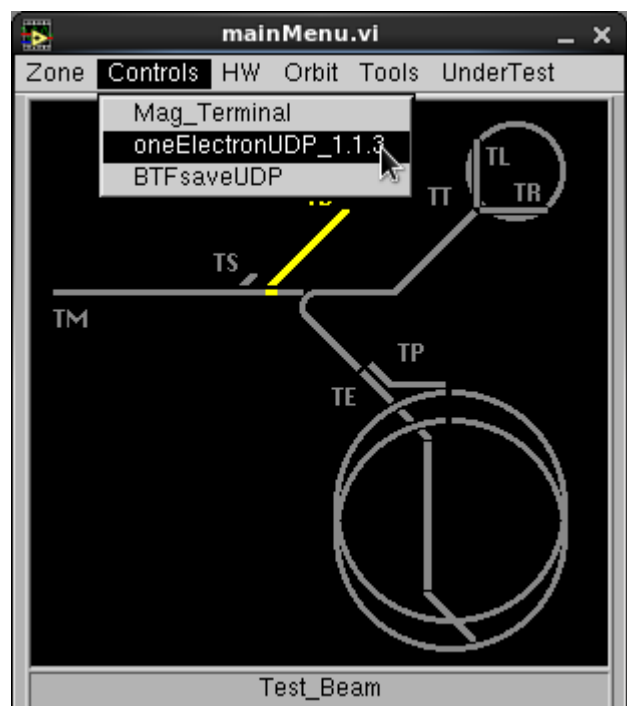 mainMenu.vi
Zone Controls HW Orbit Tools UnderTest
Mag_Terminal
oneElectronUDP_1.1.3
BTFsaveUDP
TL
TT TR
TS
TM
TP
TE
Test_Beam